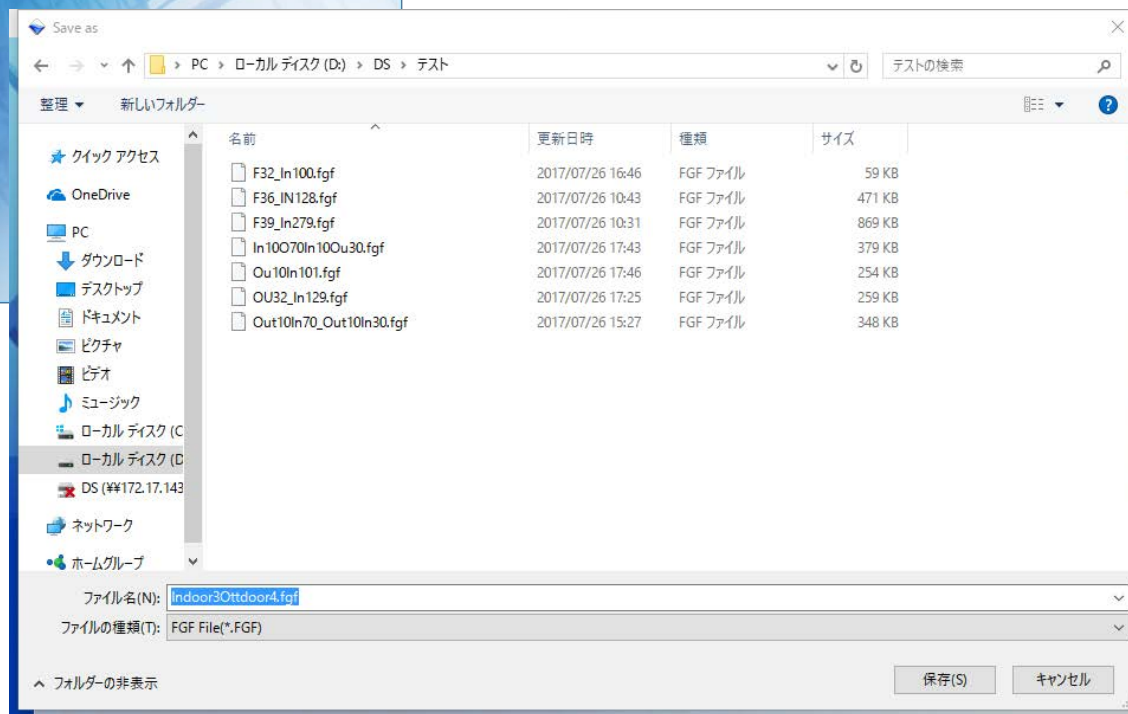 Save as
PC › ローカル ディスク (D:) › DS › テスト
テストの検索
整理
新しいフォルダー
名前 更新日時 種類 サイズ
F32_In100.fgf 2017/07/26 16:46 FGF ファイル 59 KB
F36_IN128.fgf 2017/07/26 10:43 FGF ファイル 471 KB
F39_In279.fgf 2017/07/26 10:31 FGF ファイル 869 KB
In10O70In10Ou30.fgf 2017/07/26 17:43 FGF ファイル 379 KB
Ou10In101.fgf 2017/07/26 17:46 FGF ファイル 254 KB
OU32_In129.fgf 2017/07/26 17:25 FGF ファイル 259 KB
Out10In70_Out10In30.fgf 2017/07/26 15:27 FGF ファイル 348 KB
クイック アクセス
OneDrive
PC
ダウンロード
デスクトップ
ドキュメント
ピクチャ
ビデオ
ミュージック
ローカル ディスク (C
ローカル ディスク (D
DS (¥¥172.17.143
ネットワーク
ホームグループ
ファイル名(N): Indoor3Ottdoor4.fgf
ファイルの種類(T): FGF File(*.FGF)
フォルダーの非表示
保存(S)
キャンセル